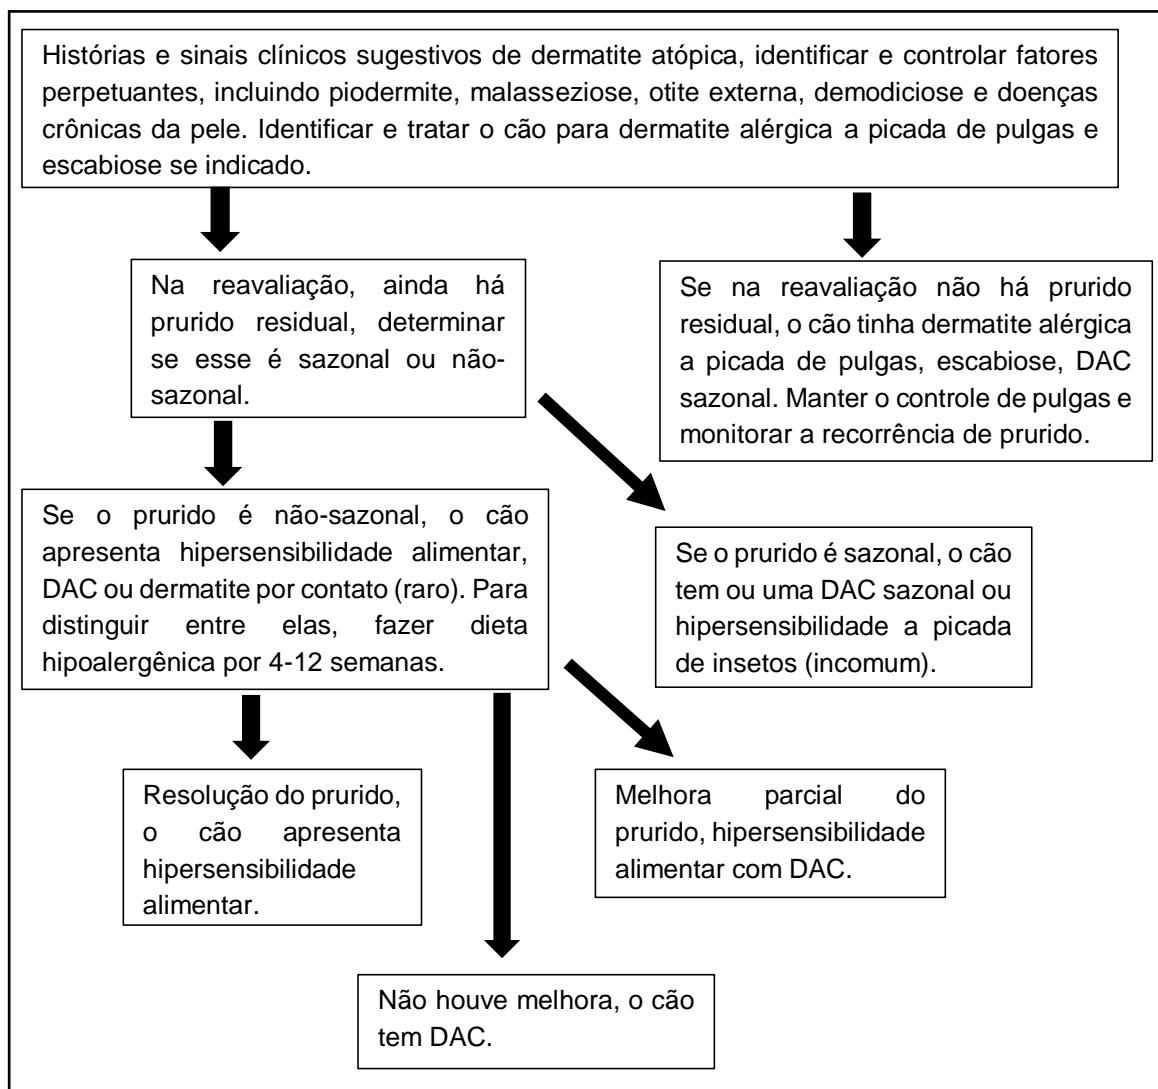 Histórias e sinais clínicos sugestivos de dermatite atópica, identificar e controlar fatores
perpetuantes, incluindo piodermite, malasseziose, otite externa, demodiciose e doenças
crônicas da pele. Identificar e tratar o cão para dermatite alérgica a picada de pulgas e
escabiose se indicado.
Na reavaliação, ainda há
prurido residual, determinar
se esse é sazonal ou não-
sazonal.
Se na reavaliação não há prurido
residual, o cão tinha dermatite alérgica
a picada de pulgas, escabiose, DAC
sazonal. Manter o controle de pulgas e
monitorar a recorrência de prurido.
Se o prurido é não-sazonal, o cão
apresenta hipersensibilidade alimentar,
DAC ou dermatite por contato (raro). Para
distinguir entre elas, fazer dieta
hipoalergênica por 4-12 semanas.
Se o prurido é sazonal, o cão
tem ou uma DAC sazonal ou
hipersensibilidade a picada
de insetos (incomum).
Resolução do prurido,
o cão apresenta
hipersensibilidade
alimentar.
Melhora parcial do
prurido, hipersensibilidade
alimentar com DAC.
Não houve melhora, o cão
tem DAC.